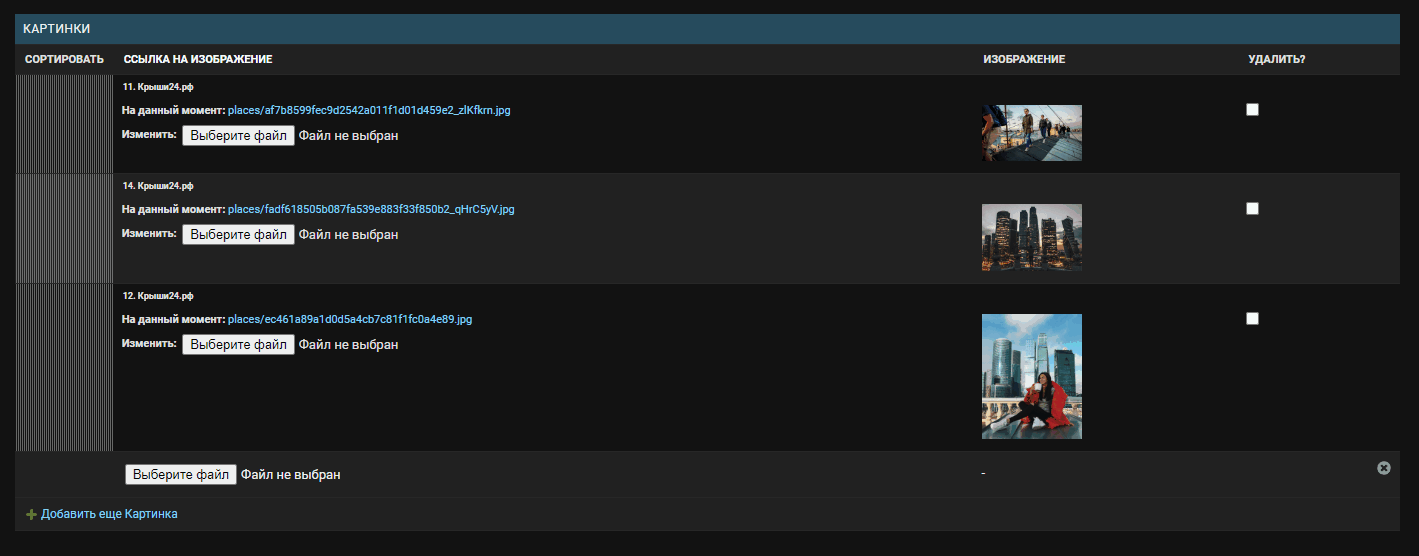 КАРТИНКИ
СОРТИРОВАТЬ ССЫЛКА НА ИЗОБРАЖЕНИЕ ИЗОБРАЖЕНИЕ УДАЛИТЬ?
11. Крыши24.рф
На данный момент: places/af7b8599fec9d2542a011f1d01d459e2_zlKfkrn.jpg
Изменить: Выберите файл Файл не выбран
14. Крыши24.рф
На данный момент: places/fadf618505b087fa539e883f33f850b2_qHrC5yV.jpg
Изменить: Выберите файл Файл не выбран
12. Крыши24.рф
На данный момент: places/ec461a89a1d0d5a4cb7c81f1fc0a4e89.jpg
Изменить: Выберите файл Файл не выбран
Выберите файл Файл не выбран -
Добавить еще Картинка